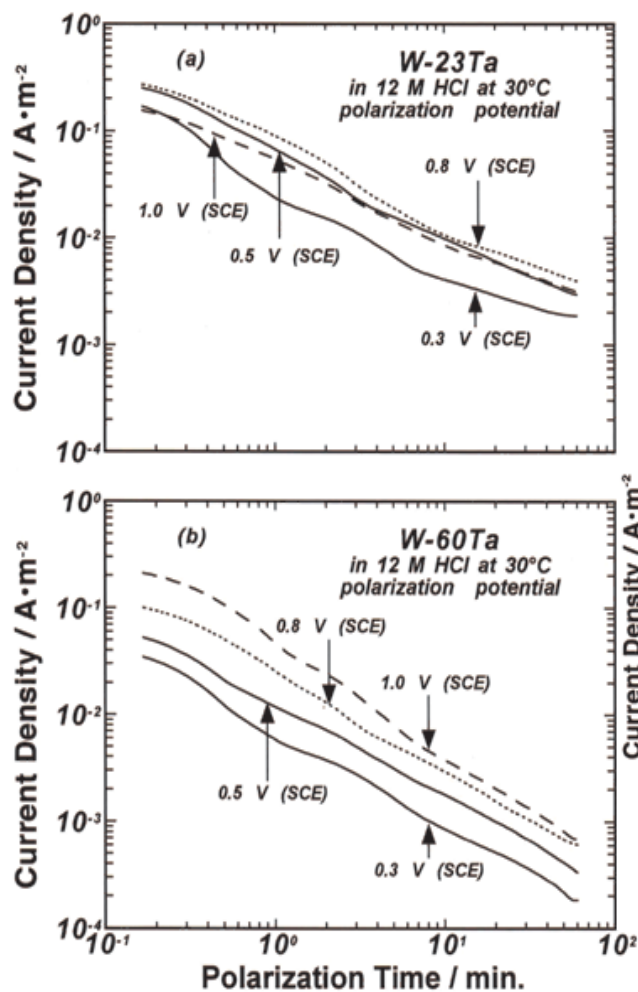 10⁰
(a)
W-23Ta
in 12 M HCl at 30°C
polarization potential
10⁻¹
0.8 V (SCE)
1.0 V (SCE)
0.5 V (SCE)
10⁻²
0.3 V (SCE)
10⁻³
10⁻⁴
Current Density / A·m⁻²
10⁰
(b)
W-60Ta
in 12 M HCl at 30°C
polarization potential
10⁻¹
0.8 V (SCE)
1.0 V (SCE)
10⁻²
0.5 V (SCE)
10⁻³
0.3 V (SCE)
10⁻⁴
Current Density / A·m⁻²
Current Density / A·m⁻²
10⁻¹ 10⁰ 10¹ 10²
Polarization Time / min.